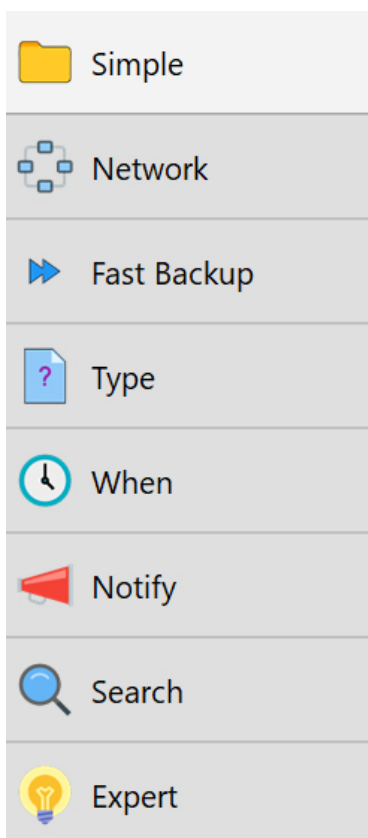 Simple
Network
Fast Backup
?
Type
When
Notify
Search
Expert